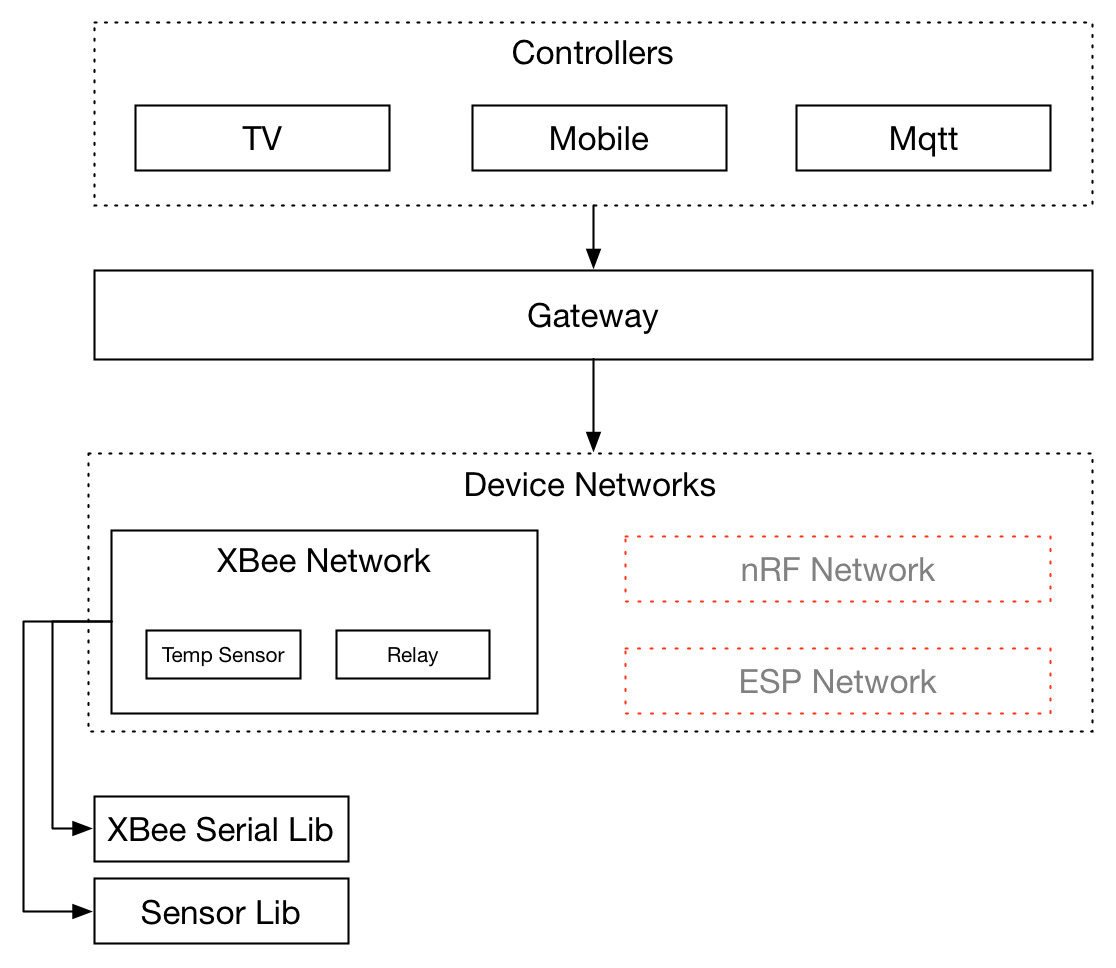 Controllers
TV
Mobile
Mqtt
Gateway
Device Networks
XBee Network
nRF Network
Temp Sensor
Relay
ESP Network
XBee Serial Lib
Sensor Lib